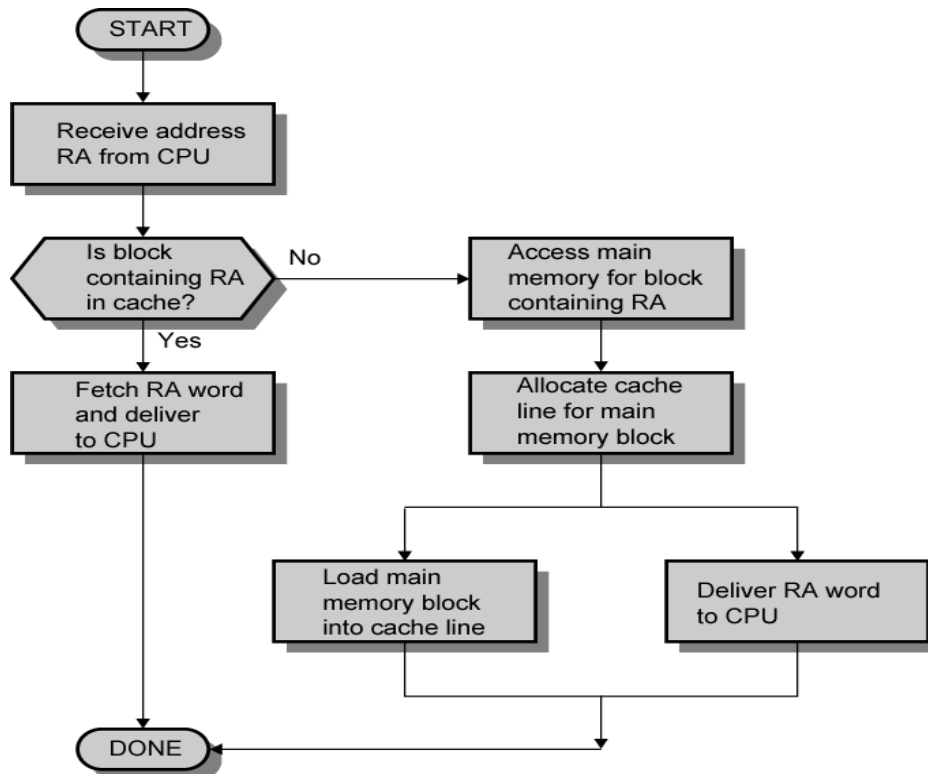 START
Receive address
RA from CPU
Is block
containing RA
in cache?
No
Yes
Access main
memory for block
containing RA
Fetch RA word
and deliver
to CPU
Allocate cache
line for main
memory block
Load main
memory block
into cache line
Deliver RA word
to CPU
DONE